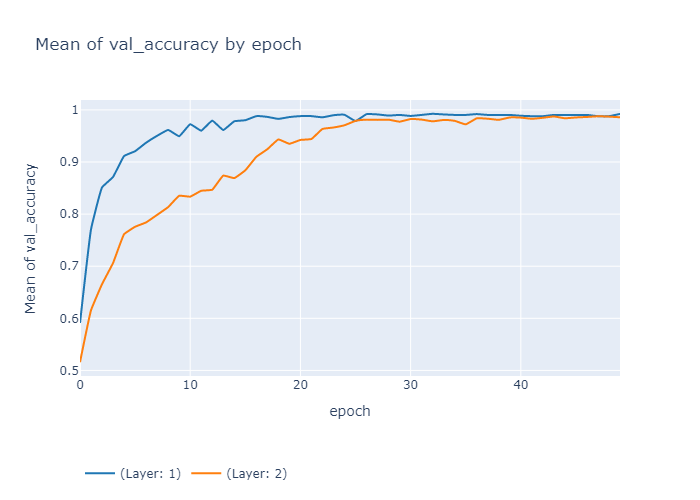 Mean of val_accuracy by epoch
Mean of val_accuracy
1
0.9
0.8
0.7
0.6
0.5
0 10 20 30 40
epoch
(Layer: 1) (Layer: 2)